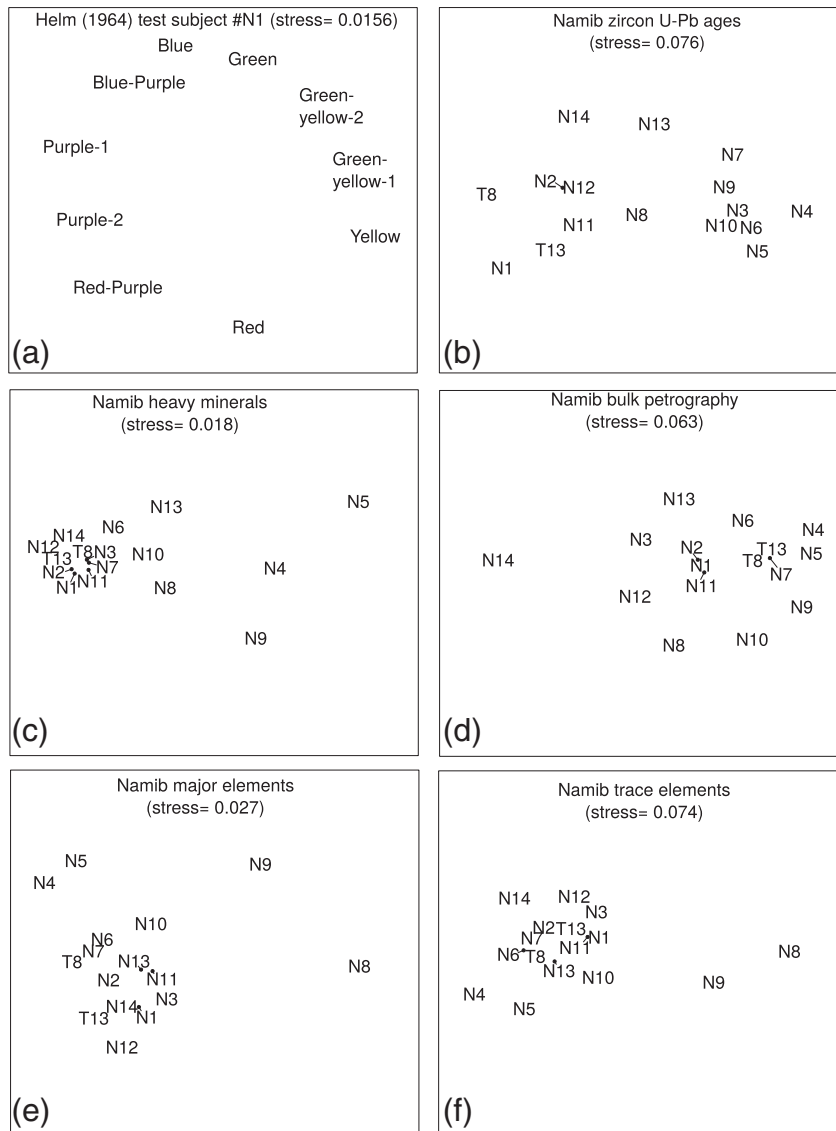 Helm (1964) test subject #N1 (stress= 0.0156)
Blue
Green
Blue-Purple
Green-
yellow-2
Purple-1
Green-
yellow-1
Purple-2
Yellow
Red-Purple
Red
(a)
Namib zircon U-Pb ages
(stress= 0.076)
N14
N13
N7
N2
N12
N9
T8
N3
N4
N8
N11
N10
N6
T13
N5
N1
(b)
Namib heavy minerals
(stress= 0.018)
N5
N13
N6
N14
N12
T8
N3
N10
T13
N7
N4
N2
N1
N11
N8
N9
(c)
Namib bulk petrography
(stress= 0.063)
N13
N6
N4
N3
N2
T13
N5
N14
N1
T8
N7
N11
N12
N9
N10
N8
(d)
Namib major elements
(stress= 0.027)
N5
N9
N4
N10
N6
N7
T8
N13
N8
N2
N11
N3
N14
T13
N1
N12
(e)
Namib trace elements
(stress= 0.074)
N14
N12
N3
N2
T13
N7
N1
N11
N6
T8
N8
N13
N10
N9
N4
N5
(f)